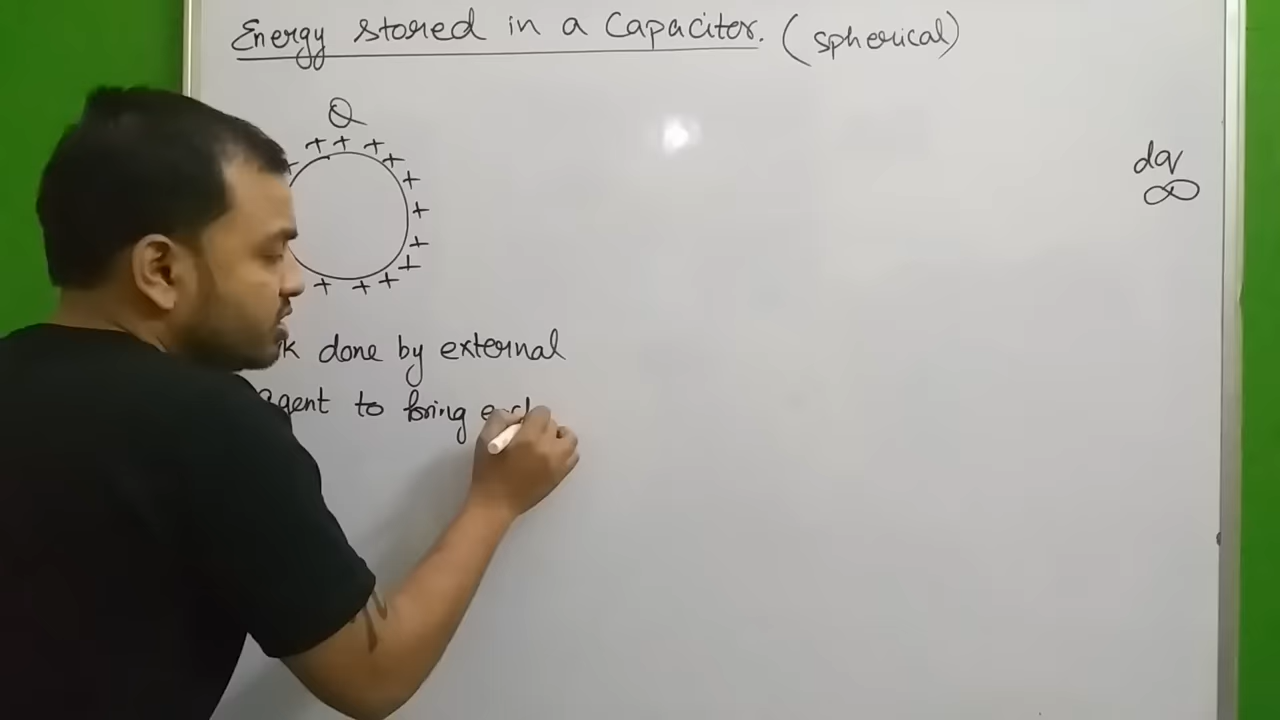 Energy stored in a Capacitor. (spherical)
Q
+ + + + + + + + + + + +
dq
∞
done by external
agent to bring